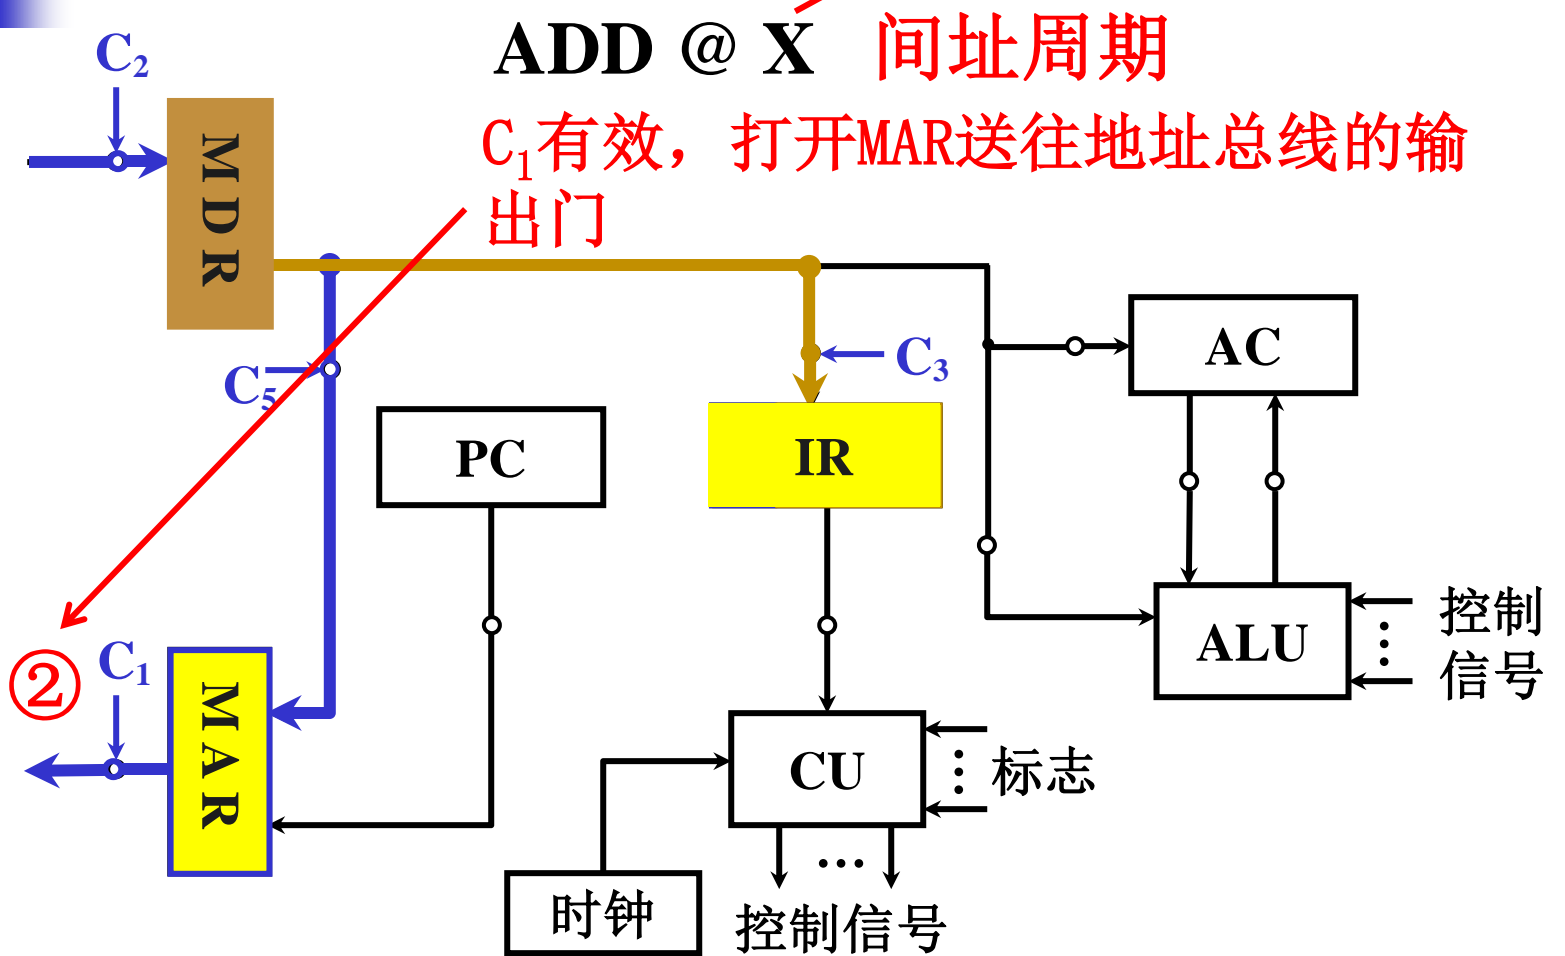 ADD @ X 间址周期
C₂
C₁有效，打开MAR送往地址总线的输
出门
MDR
C₃
AC
C₅
PC
IR
控制
信号
ALU
②
C₁
MAR
CU
标志
时钟
控制信号